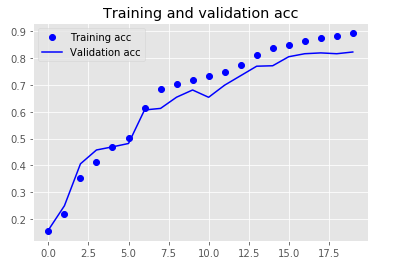 Training and validation acc
Training acc
Validation acc
0.9
0.8
0.7
0.6
0.5
0.4
0.3
0.2
0.0 2.5 5.0 7.5 10.0 12.5 15.0 17.5